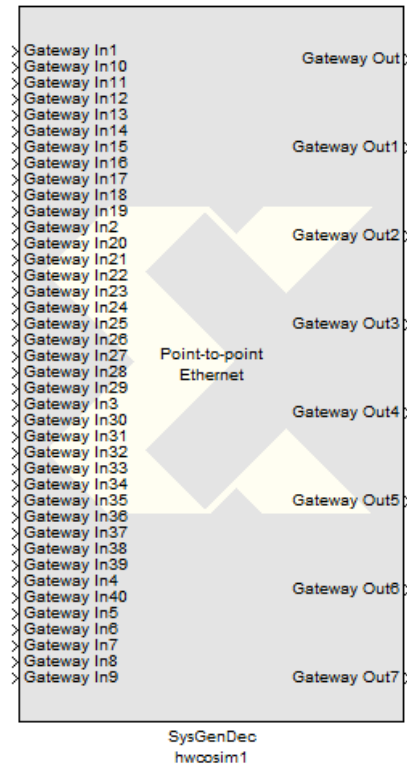 Gateway In1
Gateway In10
Gateway In11
Gateway In12
Gateway In13
Gateway In14
Gateway In15
Gateway In16
Gateway In17
Gateway In18
Gateway In19
Gateway In2
Gateway In20
Gateway In21
Gateway In22
Gateway In23
Gateway In24
Gateway In25
Gateway In26
Gateway In27
Gateway In28
Gateway In29
Gateway In3
Gateway In30
Gateway In31
Gateway In32
Gateway In33
Gateway In34
Gateway In35
Gateway In36
Gateway In37
Gateway In38
Gateway In39
Gateway In4
Gateway In40
Gateway In5
Gateway In6
Gateway In7
Gateway In8
Gateway In9
Point-to-point
Ethernet
Gateway Out
Gateway Out1
Gateway Out2
Gateway Out3
Gateway Out4
Gateway Out5
Gateway Out6
Gateway Out7
SysGenDec
hwcosim1